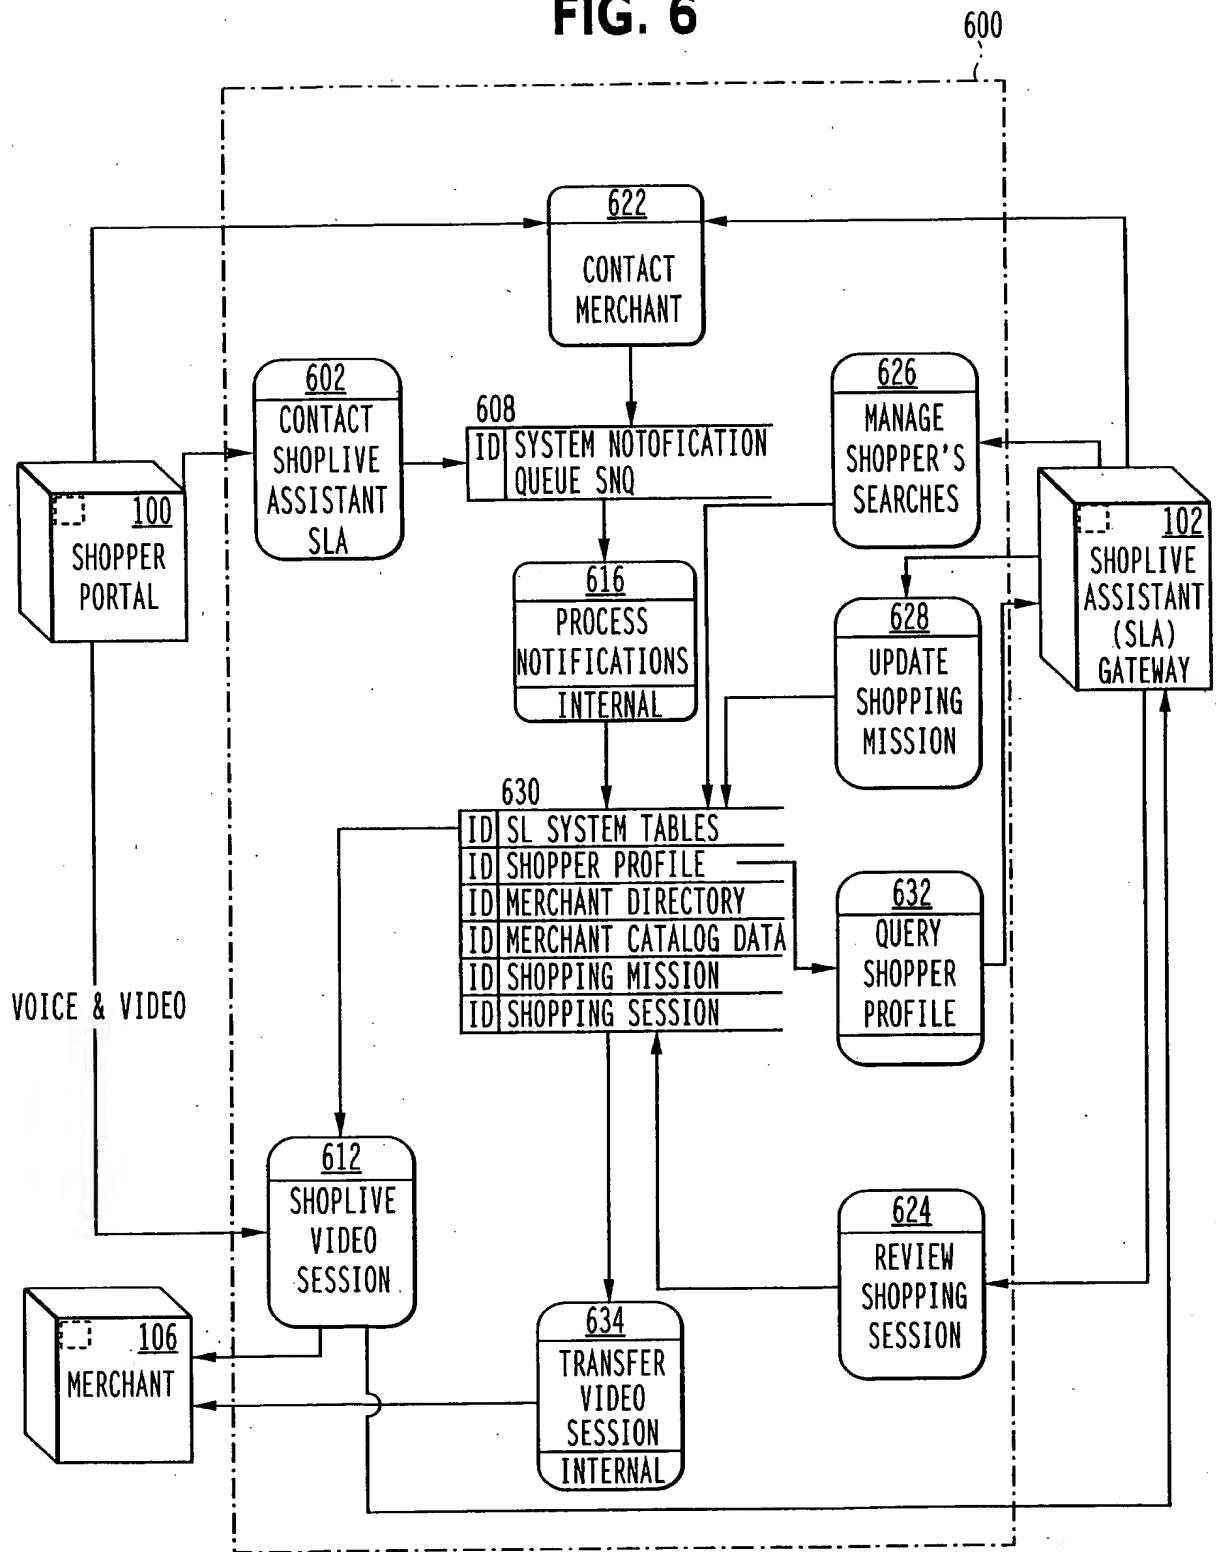 FIG. 6
600
622
CONTACT
MERCHANT
602
CONTACT
SHOPLIVE
ASSISTANT
SLA
608
ID SYSTEM NOTOFICATION
QUEUE SNQ
626
MANAGE
SHOPPER'S
SEARCHES
100
SHOPPER
PORTAL
102
SHOPLIVE
ASSISTANT
(SLA)
GATEWAY
616
PROCESS
NOTIFICATIONS
INTERNAL
628
UPDATE
SHOPPING
MISSION
630
ID SL SYSTEM TABLES
ID SHOPPER PROFILE
ID MERCHANT DIRECTORY
ID MERCHANT CATALOG DATA
ID SHOPPING MISSION
ID SHOPPING SESSION
632
QUERY
SHOPPER
PROFILE
VOICE & VIDEO
612
SHOPLIVE
VIDEO
SESSION
624
REVIEW
SHOPPING
SESSION
106
MERCHANT
634
TRANSFER
VIDEO
SESSION
INTERNAL